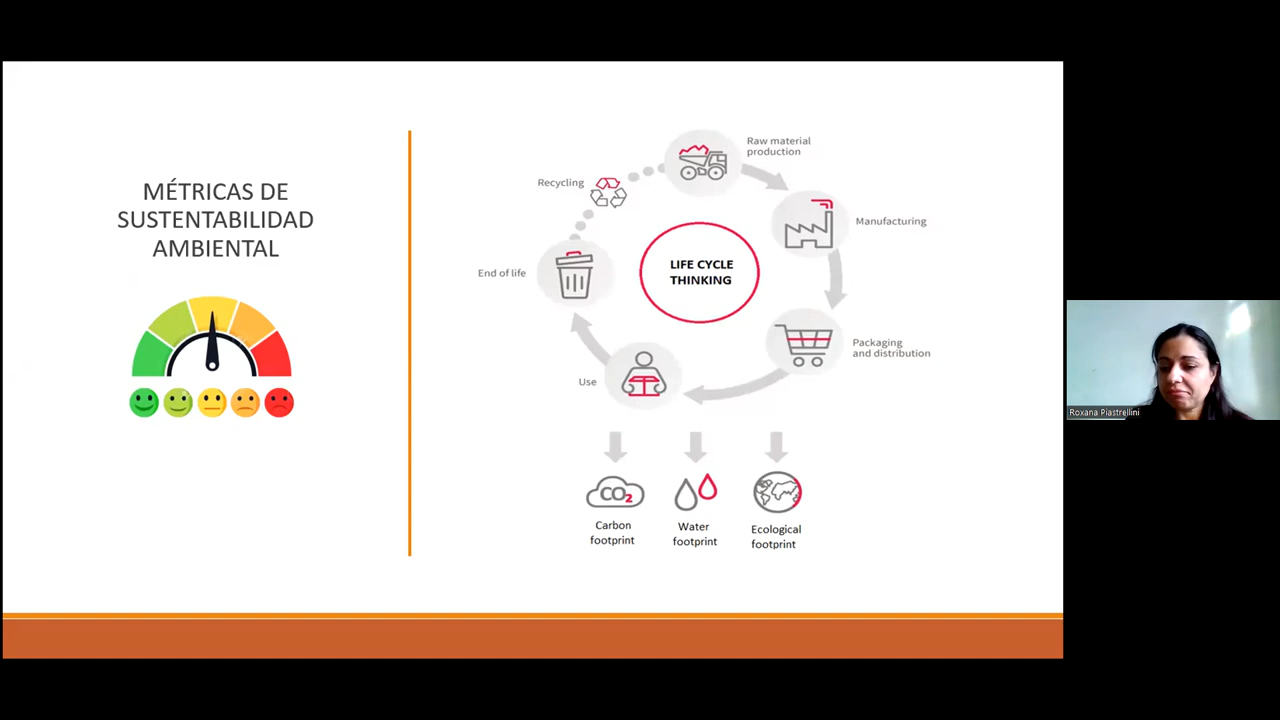 MÉTRICAS DE
SUSTENTABILIDAD
AMBIENTAL
Raw material
production
Recycling
Manufacturing
LIFE CYCLE
THINKING
End of life
Packaging
and distribution
Use
CO2
Carbon
footprint
Water
footprint
Ecological
footprint
Roxana Piastrellini